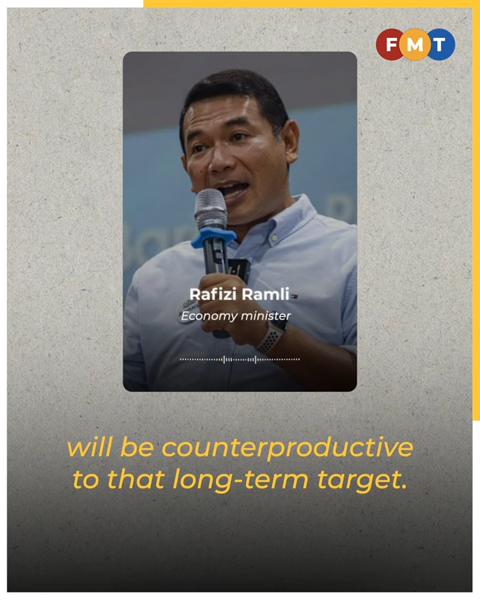 FMT
Rafizi Ramli
Economy minister
will be counterproductive
to that long-term target.